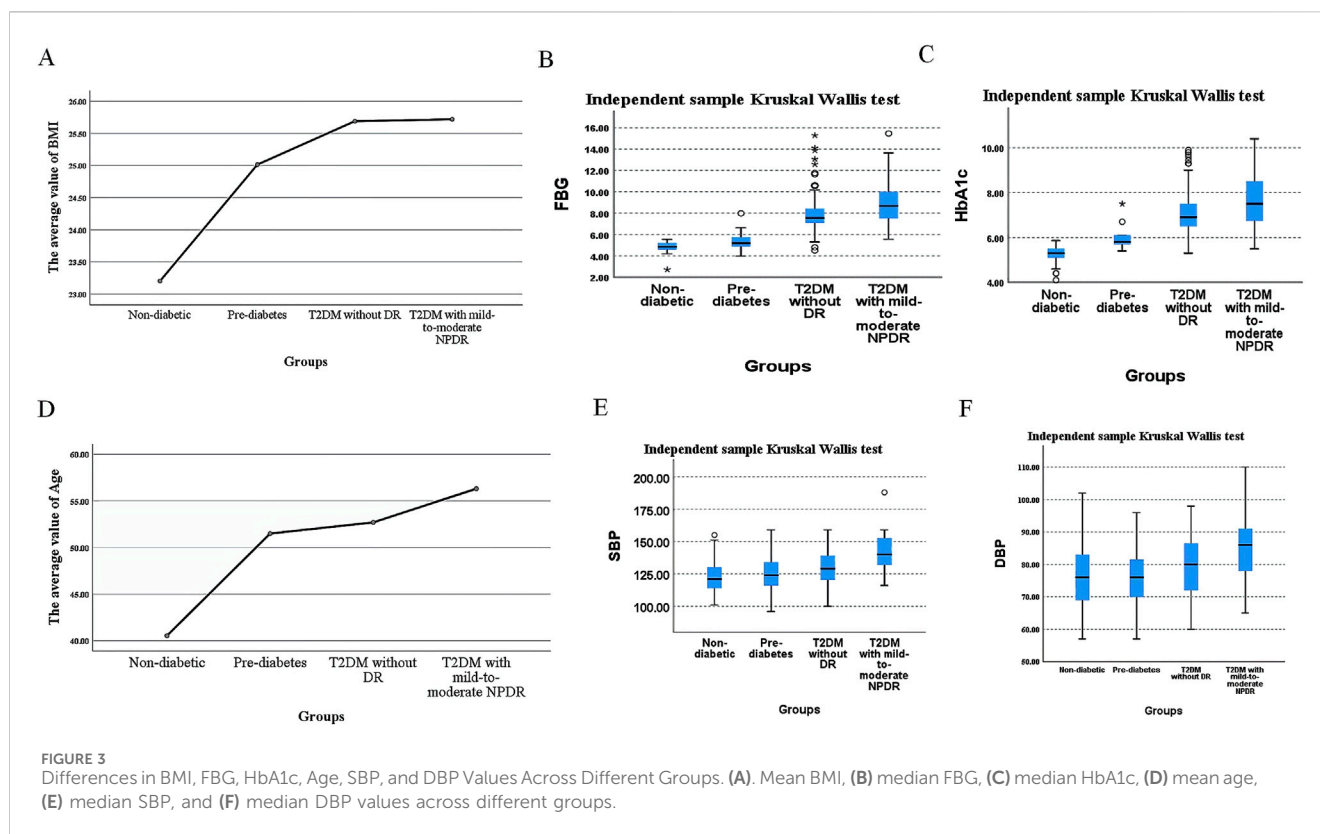 A
The average value of BMI
26.00
25.50
25.00
24.50
24.00
23.50
23.00
Non-diabetic
Pre-diabetes
T2DM without DR
T2DM with mild-
to-moderate
NPDR
Groups
B
Independent sample Kruskal Wallis test
FBG
16.00
14.00
12.00
10.00
8.00
6.00
4.00
2.00
Non-
diabetic
Pre-
diabetes
T2DM
without
DR
T2DM
with mild-
to-
moderate
NPDR
Groups
C
Independent sample Kruskal Wallis test
HbA1c
10.00
8.00
6.00
4.00
Non-
diabetic
Pre-
diabetes
T2DM
without
DR
T2DM
with mild-
to-
moderate
NPDR
Groups
D
The average value of Age
60.00
55.00
50.00
45.00
40.00
Non-diabetic
Pre-diabetes
T2DM without
DR
T2DM with
mild-to-
moderate NPDR
Groups
E
Independent sample Kruskal Wallis test
SBP
200.00
175.00
150.00
125.00
100.00
Non-
diabetic
Pre-
diabetes
T2DM
without
DR
T2DM
with mild-
to-
moderate
NPDR
Groups
F
Independent sample Kruskal Wallis test
DBP
110.00
100.00
90.00
80.00
70.00
60.00
50.00
Non-diabetic
Pre-diabetes
T2DM
without DR
T2DM with
mild-to-
moderate
NPDR
Groups
FIGURE 3
Differences in BMI, FBG, HbA1c, Age, SBP, and DBP Values Across Different Groups. (A). Mean BMI, (B) median FBG, (C) median HbA1c, (D) mean age,
(E) median SBP, and (F) median DBP values across different groups.